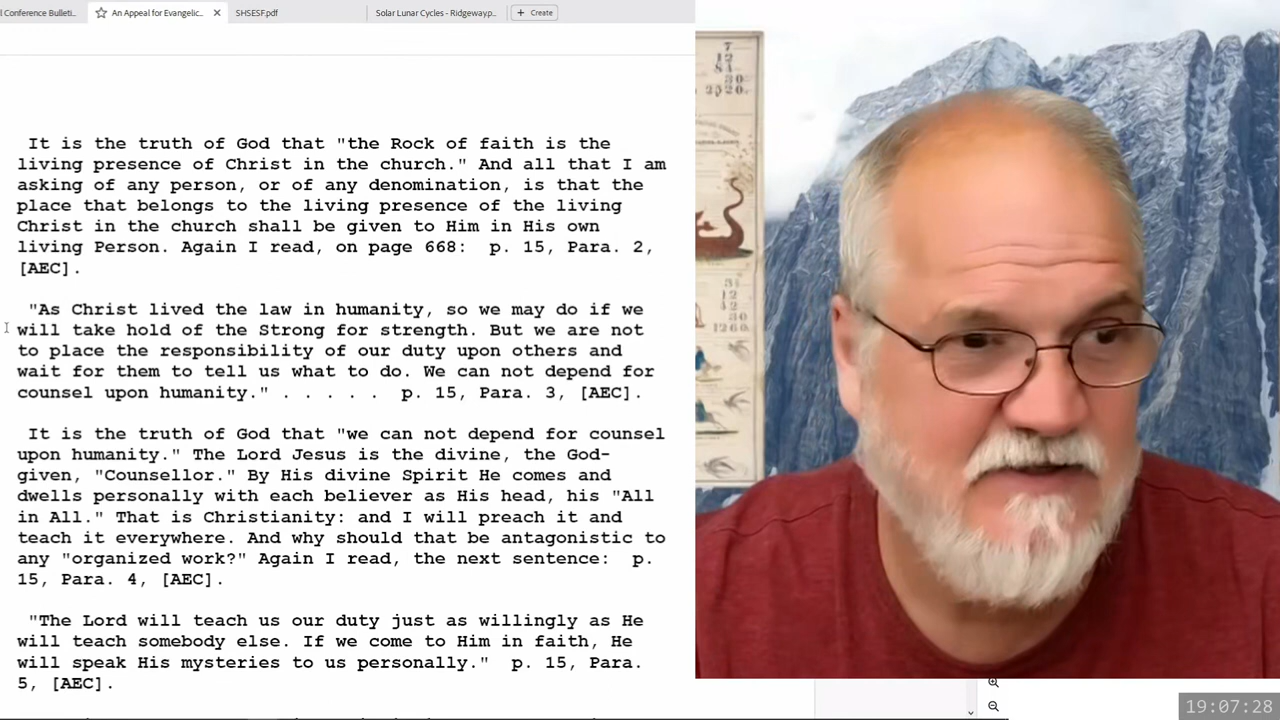 l Conference Bulleti..
An Appeal for Evangelic..
SHSESF.pdf
Solar Lunar Cycles - Ridgeway.p..
+ Create
It is the truth of God that "the Rock of faith is the
living presence of Christ in the church." And all that I am
asking of any person, or of any denomination, is that the
place that belongs to the living presence of the living
Christ in the church shall be given to Him in His own
living Person. Again I read, on page 668: p. 15, Para. 2,
[AEC].
"As Christ lived the law in humanity, so we may do if we
will take hold of the Strong for strength. But we are not
to place the responsibility of our duty upon others and
wait for them to tell us what to do. We can not depend for
counsel upon humanity." . . . . . p. 15, Para. 3, [AEC].
It is the truth of God that "we can not depend for counsel
upon humanity." The Lord Jesus is the divine, the God-
given, "Counsellor." By His divine Spirit He comes and
dwells personally with each believer as His head, his "All
in All." That is Christianity: and I will preach it and
teach it everywhere. And why should that be antagonistic to
any "organized work?" Again I read, the next sentence: p.
15, Para. 4, [AEC].
"The Lord will teach us our duty just as willingly as He
will teach somebody else. If we come to Him in faith, He
will speak His mysteries to us personally." p. 15, Para.
5, [AEC].
7
12
30
3
12
12
1260
19:07:28